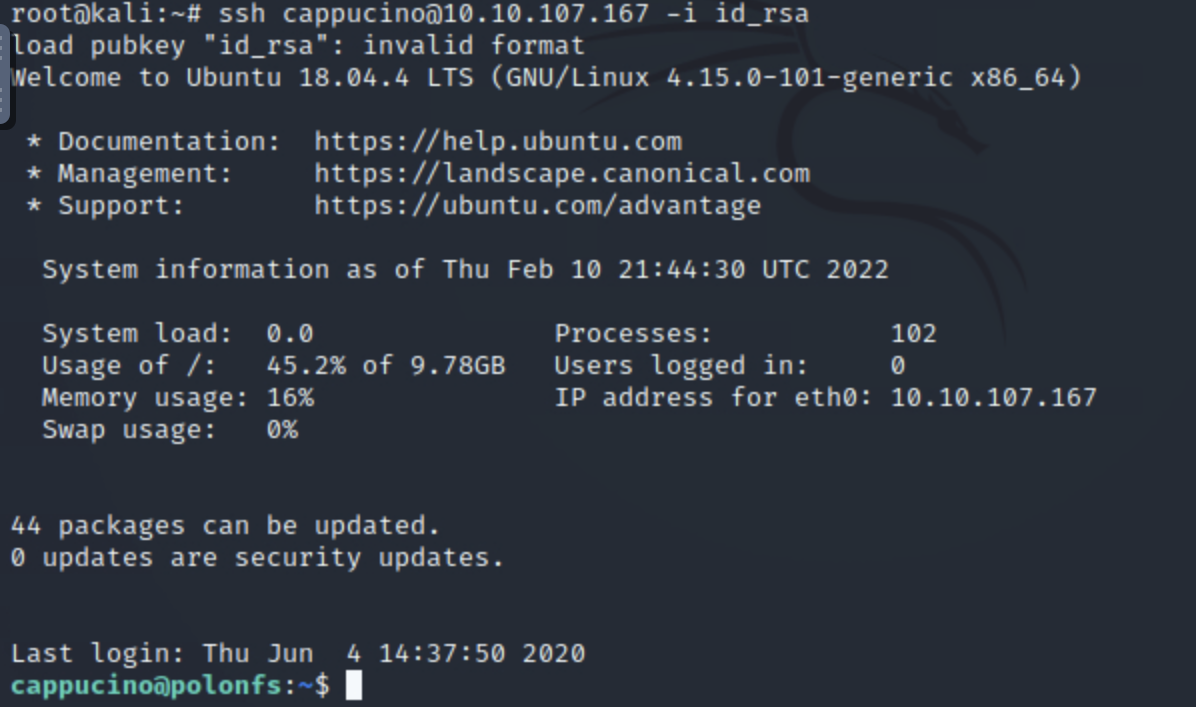 root@kali:~# ssh cappucino@10.10.107.167 -i id_rsa
load pubkey "id_rsa": invalid format
Welcome to Ubuntu 18.04.4 LTS (GNU/Linux 4.15.0-101-generic x86_64)
 * Documentation:  https://help.ubuntu.com
 * Management:     https://landscape.canonical.com
 * Support:        https://ubuntu.com/advantage
  System information as of Thu Feb 10 21:44:30 UTC 2022
  System load:  0.0               Processes:           102
  Usage of /:   45.2% of 9.78GB   Users logged in:     0
  Memory usage: 16%               IP address for eth0: 10.10.107.167
  Swap usage:   0%
44 packages can be updated.
0 updates are security updates.
Last login: Thu Jun  4 14:37:50 2020
cappucino@polonfs:~$